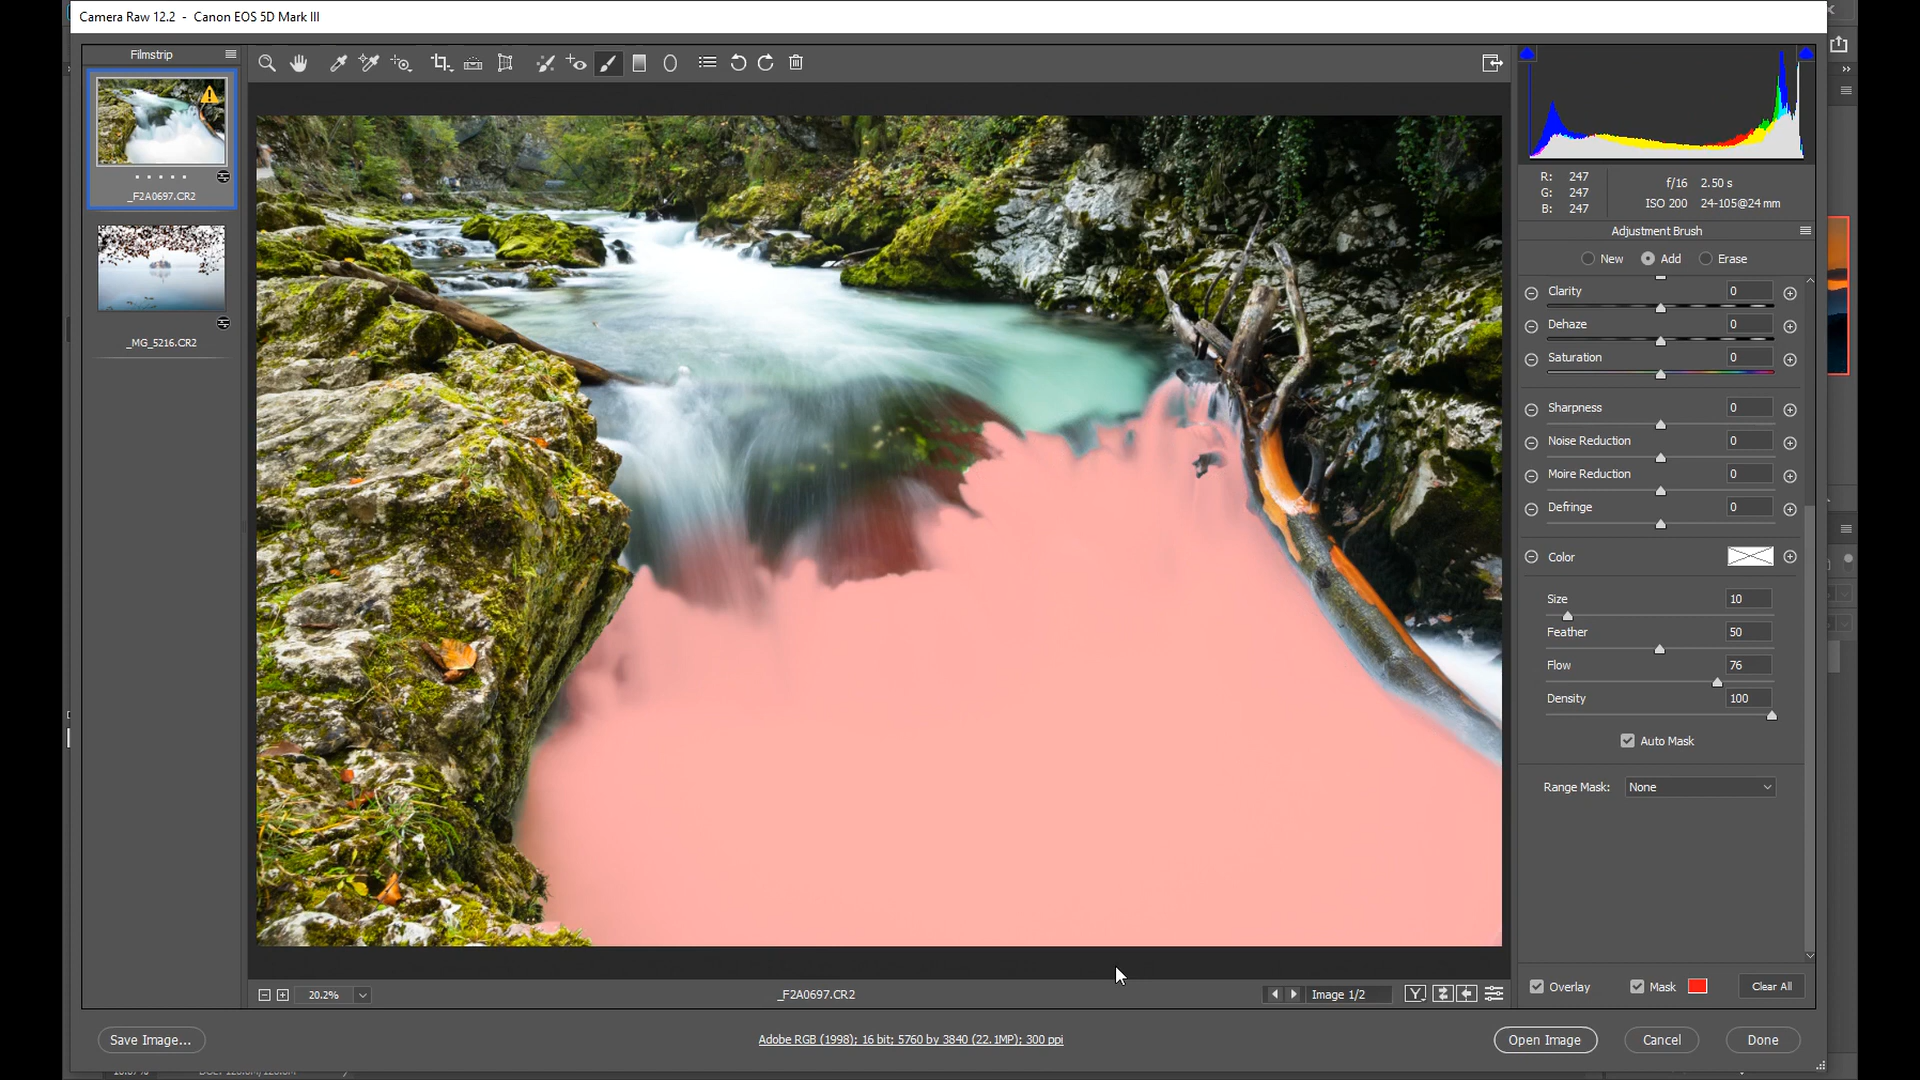 Camera Raw 12.2 - Canon EOS 5D Mark III
Filmstrip
_F2A0697.CR2
_MG_5216.CR2
R: 247
G: 247
B: 247
f/16 2.50 s
ISO 200 24-105@24 mm
Adjustment Brush
New Add Erase
Clarity 0
Dehaze 0
Saturation 0
Sharpness 0
Noise Reduction 0
Moire Reduction 0
Defringe 0
Color
Size 10
Feather 50
Flow 76
Density 100
Auto Mask
Range Mask: None
20.2%
_F2A0697.CR2
Image 1/2
Y
Overlay Mask Clear All
Save Image...
Adobe RGB (1998); 16 bit; 5760 by 3840 (22.1MP); 300 ppi
Open Image Cancel Done